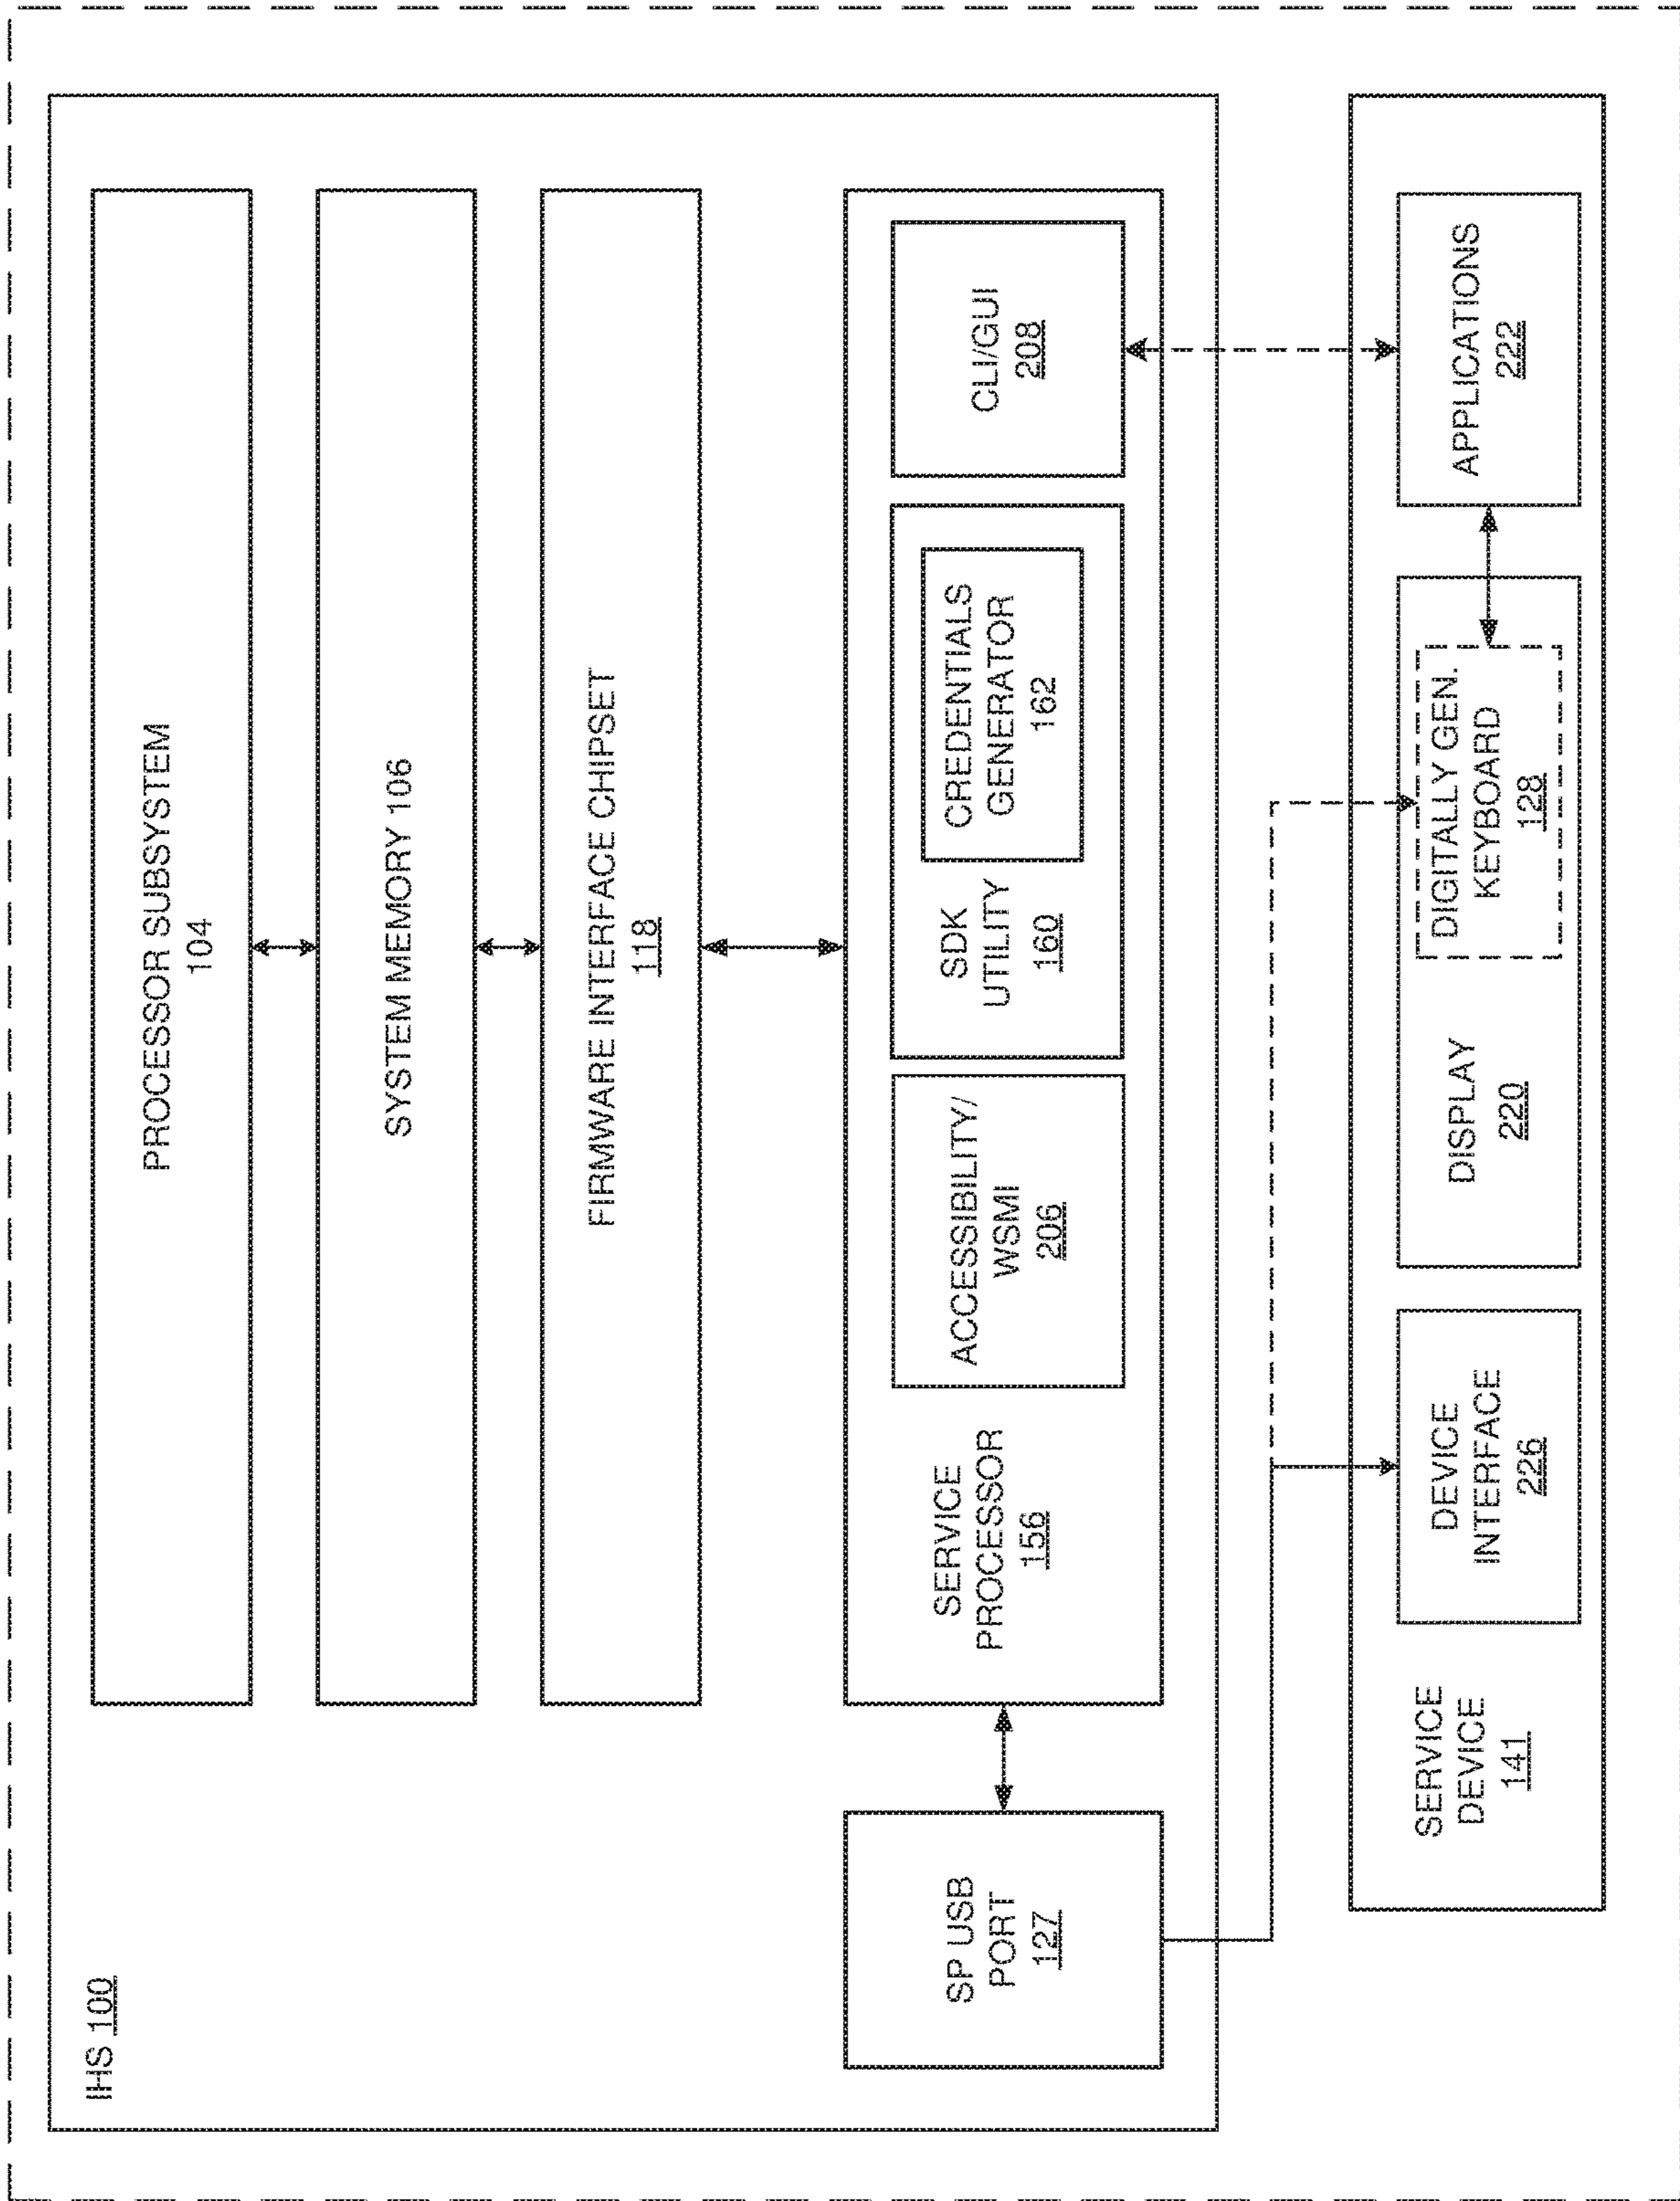 IHS 100
PROCESSOR SUBSYSTEM
104
SYSTEM MEMORY 106
FIRMWARE INTERFACE CHIPSET
118
SP USB
PORT
127
SERVICE
PROCESSOR
156
ACCESSIBILITY/
WSMI
206
SDK
UTILITY
160
CREDENTIALS
GENERATOR
162
CLI/GUI
208
SERVICE
DEVICE
141
DEVICE
INTERFACE
226
DISPLAY
220
DIGITALLY GEN.
KEYBOARD
128
APPLICATIONS
222